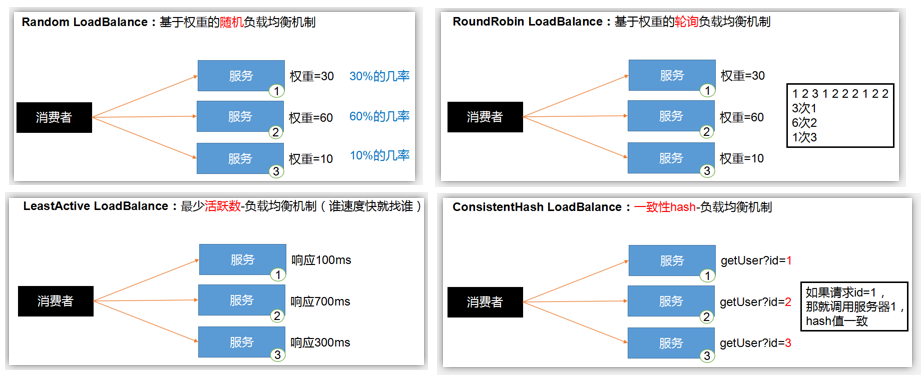 Random LoadBalance：基于权重的随机负载均衡机制
消费者
服务
1
权重=30
30%的几率
服务
2
权重=60
60%的几率
服务
3
权重=10
10%的几率
RoundRobin LoadBalance：基于权重的轮询负载均衡机制
消费者
服务
1
权重=30
服务
2
权重=60
服务
3
权重=10
1 2 3 1 2 2 2 1 2 2
3次1
6次2
1次3
LeastActive LoadBalance：最少活跃数-负载均衡机制（谁速度快就找谁）
消费者
服务
1
响应100ms
服务
2
响应700ms
服务
3
响应300ms
ConsistentHash LoadBalance：一致性hash-负载均衡机制
消费者
服务
1
getUser?id=1
服务
2
getUser?id=2
服务
3
getUser?id=3
如果请求id=1，
那就调用服务器1，
hash值一致